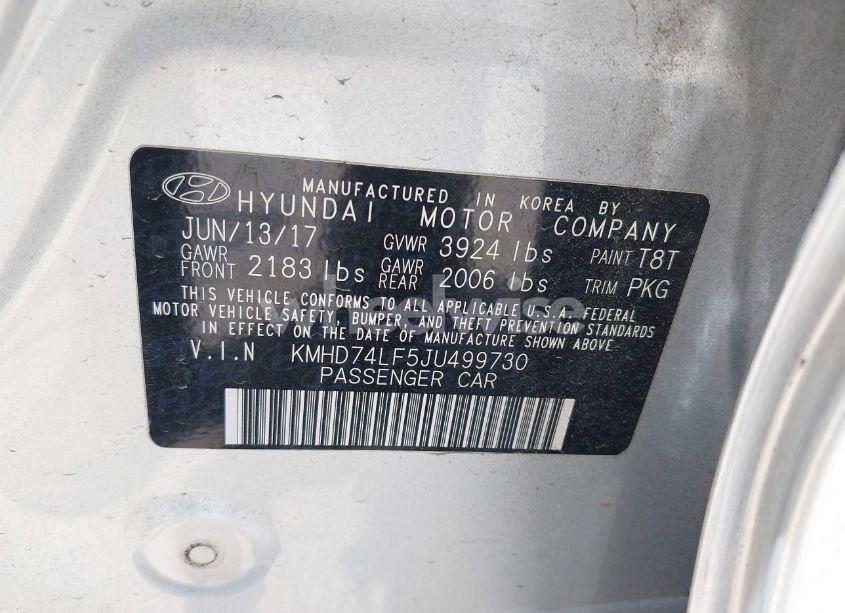 MANUFACTURED IN KOREA BY
HYUNDAI MOTOR COMPANY
JUN/13/17 GVWR 3924 lbs PAINT T8T
GAWR FRONT 2183 lbs GAWR REAR 2006 lbs TRIM PKG
THIS VEHICLE CONFORMS TO ALL APPLICABLE U.S.A. FEDERAL
MOTOR VEHICLE SAFETY, BUMPER, AND THEFT PREVENTION STANDARDS
IN EFFECT ON THE DATE OF MANUFACTURE SHOWN ABOVE.
V.I.N KMHD74LF5JU499730
PASSENGER CAR